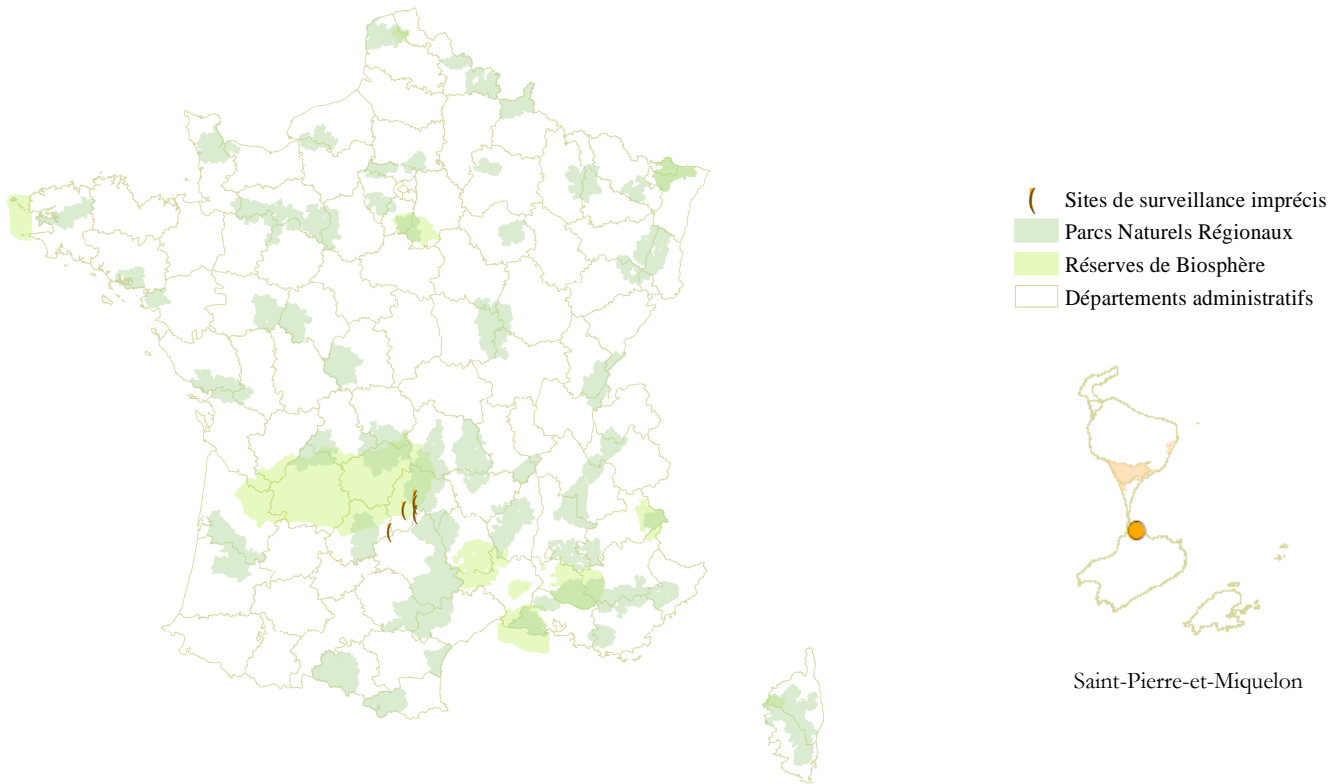 Sites de surveillance imprécis
Parcs Naturels Régionaux
Réserves de Biosphère
Départements administratifs
Saint-Pierre-et-Miquelon